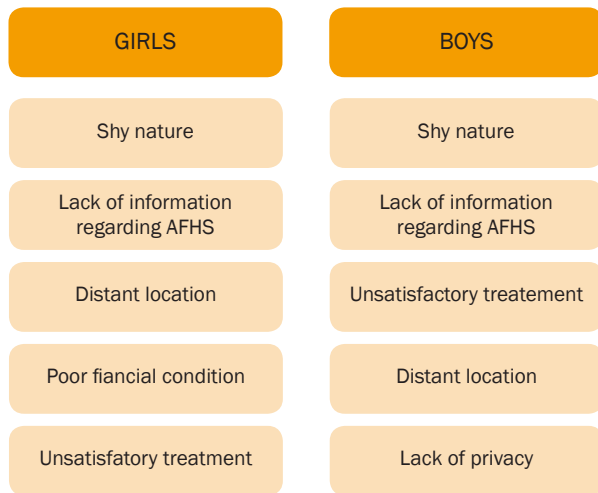 GIRLS
Shy nature
Lack of information
regarding AFHS
Distant location
Poor fiancial condition
Unsatisfatory treatment
BOYS
Shy nature
Lack of information
regarding AFHS
Unsatisfactory treatement
Distant location
Lack of privacy